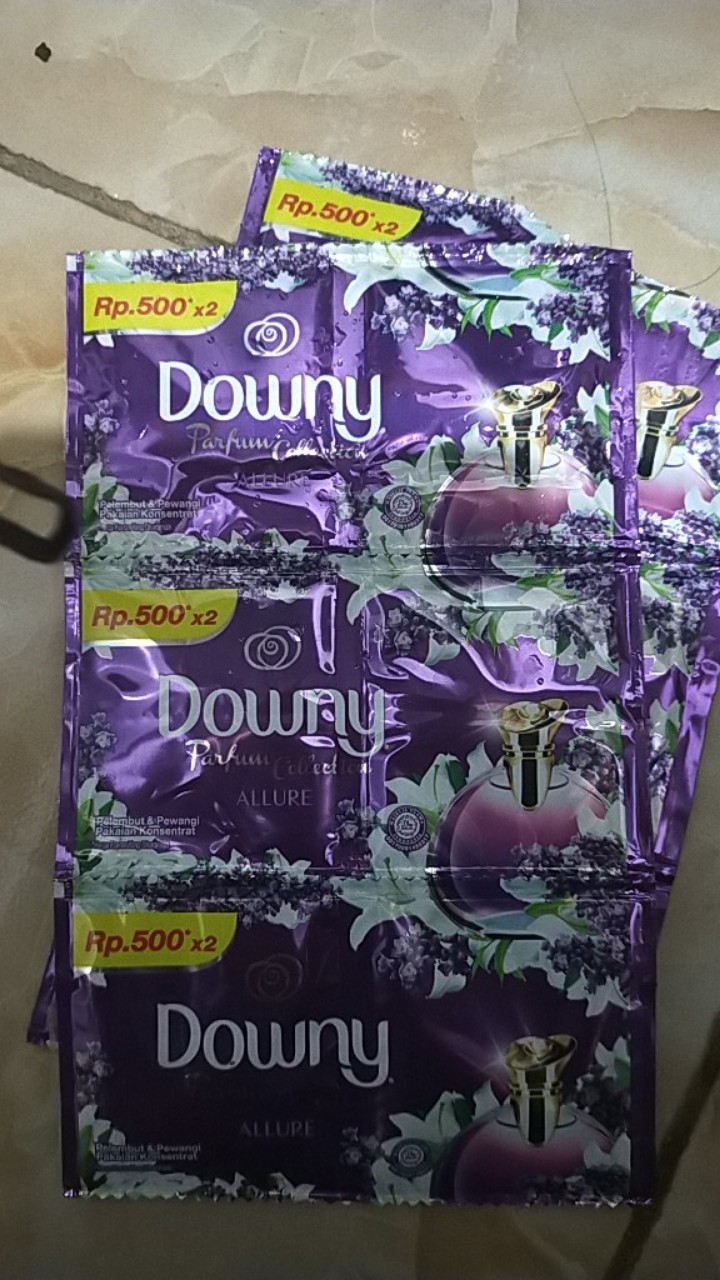 Rp.500* x2
Rp.500* x2
Downy
Parfum Collection
ALLURE
Pelembut & Pewangi
Pakaian Konsentrat
Rp.500* x2
Downy
Parfum Collection
ALLURE
Pelembut & Pewangi
Pakaian Konsentrat
Rp.500* x2
Downy
ALLURE
Pelembut & Pewangi
Pakaian Konsentrat